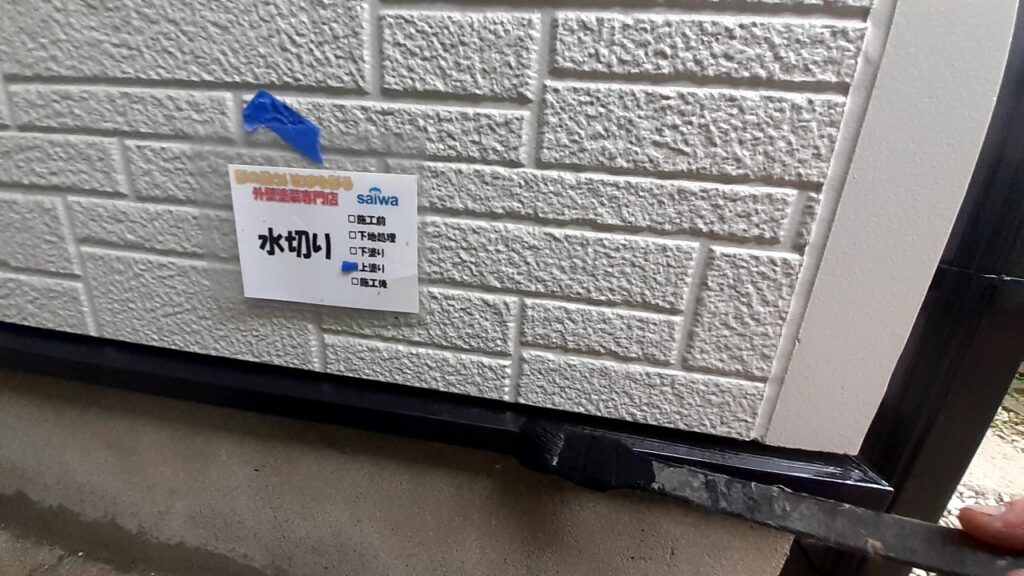 外壁塗装専門店
saiwa
水切り
□施工前
□下地処理
□下塗り
上塗り
□施工後